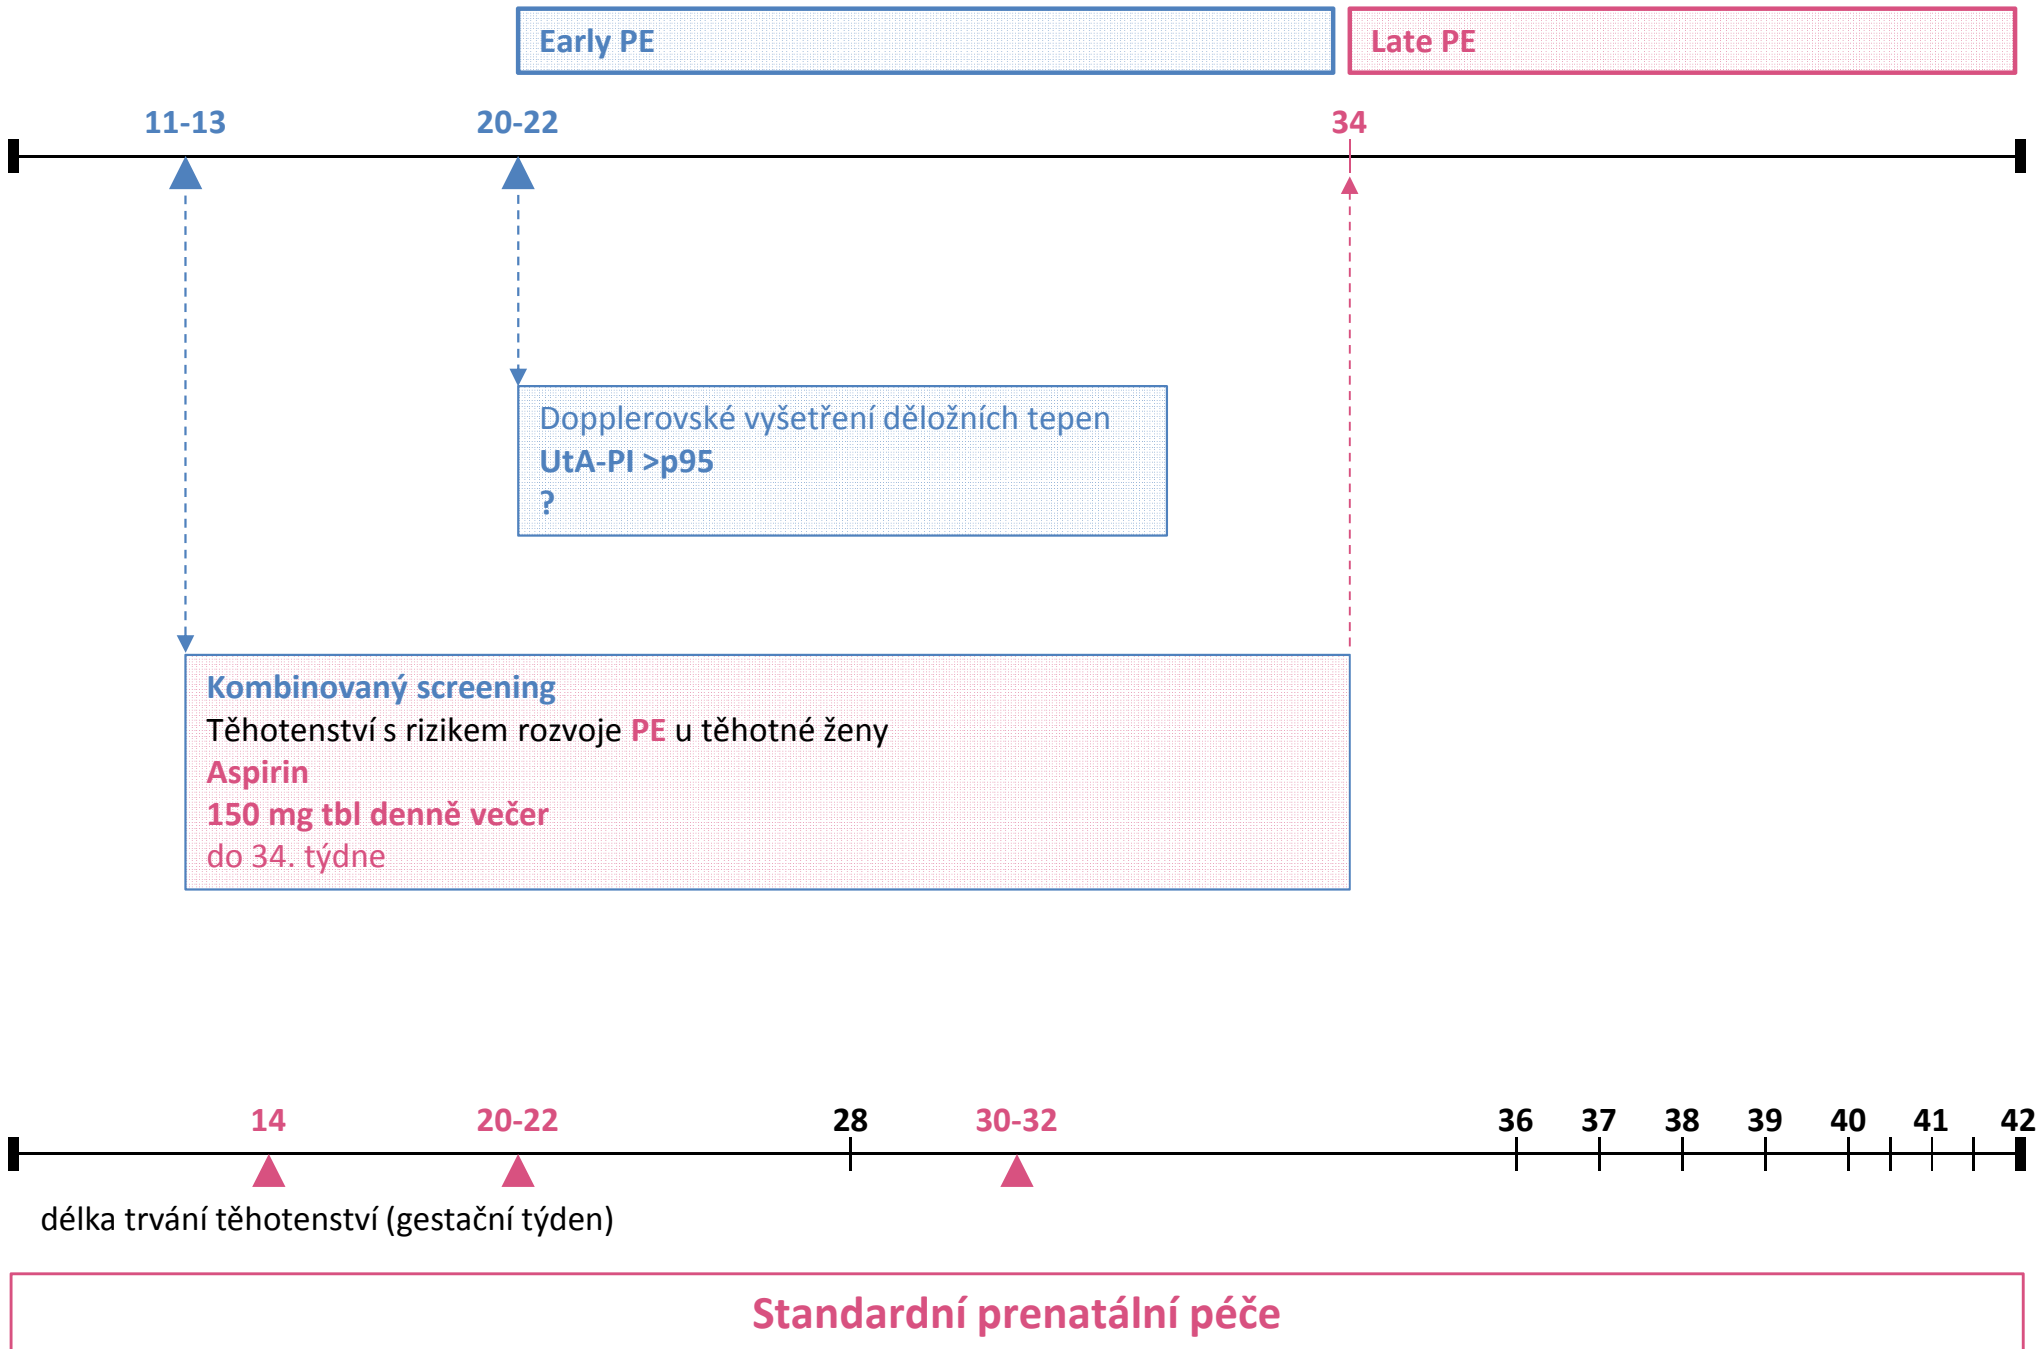 Early PE
Late PE
11-13
20-22
34
Dopplerovské vyšetření děložních tepen
UtA-PI >p95
?
Kombinovaný screening
Těhotenství s rizikem rozvoje PE u těhotné ženy
Aspirin
150 mg tbl denně večer
do 34. týdne
14
20-22
28
30-32
36
37
38
39
40
41
42
délka trvání těhotenství (gestační týden)
Standardní prenatální péče